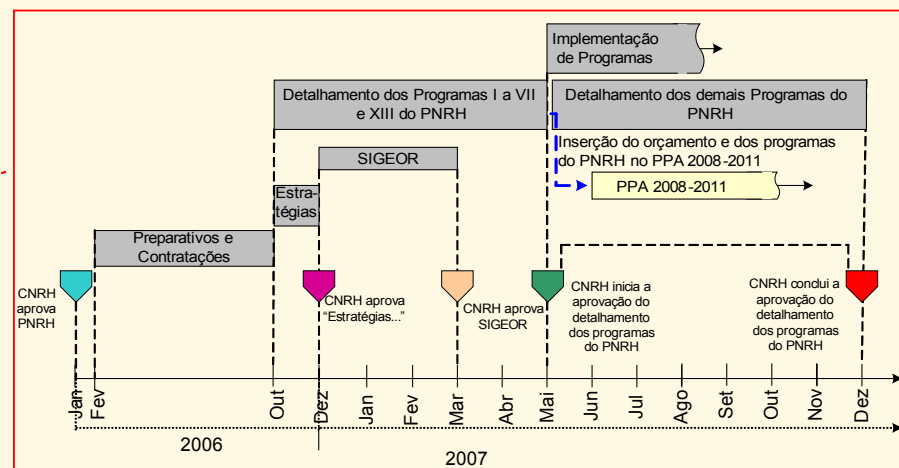 Implementação
de Programas
Detalhamento dos Programas I a VII
e XIII do PNRH
Detalhamento dos demais Programas do
PNRH
Inserção do orçamento e dos programas
do PNRH no PPA 2008-2011
SIGEOR
PPA 2008-2011
Estra-
tégias
Preparativos e
Contratações
CNRH
aprova
PNRH
CNRH aprova
“Estratégias...”
CNRH aprova
SIGEOR
CNRH inicia a
aprovação do
detalhamento
dos programas
do PNRH
CNRH condui a
aprovação do
detalhamento
dos programas
do PNRH
Jan
Fev
Out
Dez
Jan
Fev
Mar
Abr
Mai
Jun
Jul
Ago
Set
Out
Nov
Dez
2006
2007